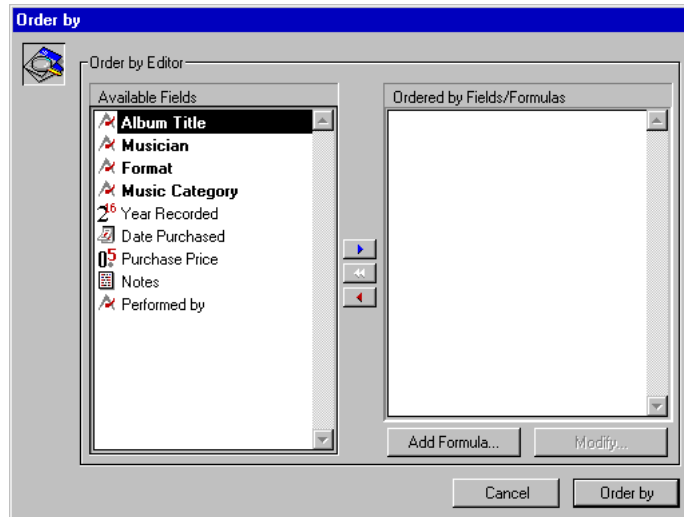 Order by
Order by Editor
Available Fields
Album Title
Musician
Format
Music Category
Year Recorded
Date Purchased
Purchase Price
Notes
Performed by
Ordered by Fields/Formulas
Add Formula...
Modify...
Cancel
Order by